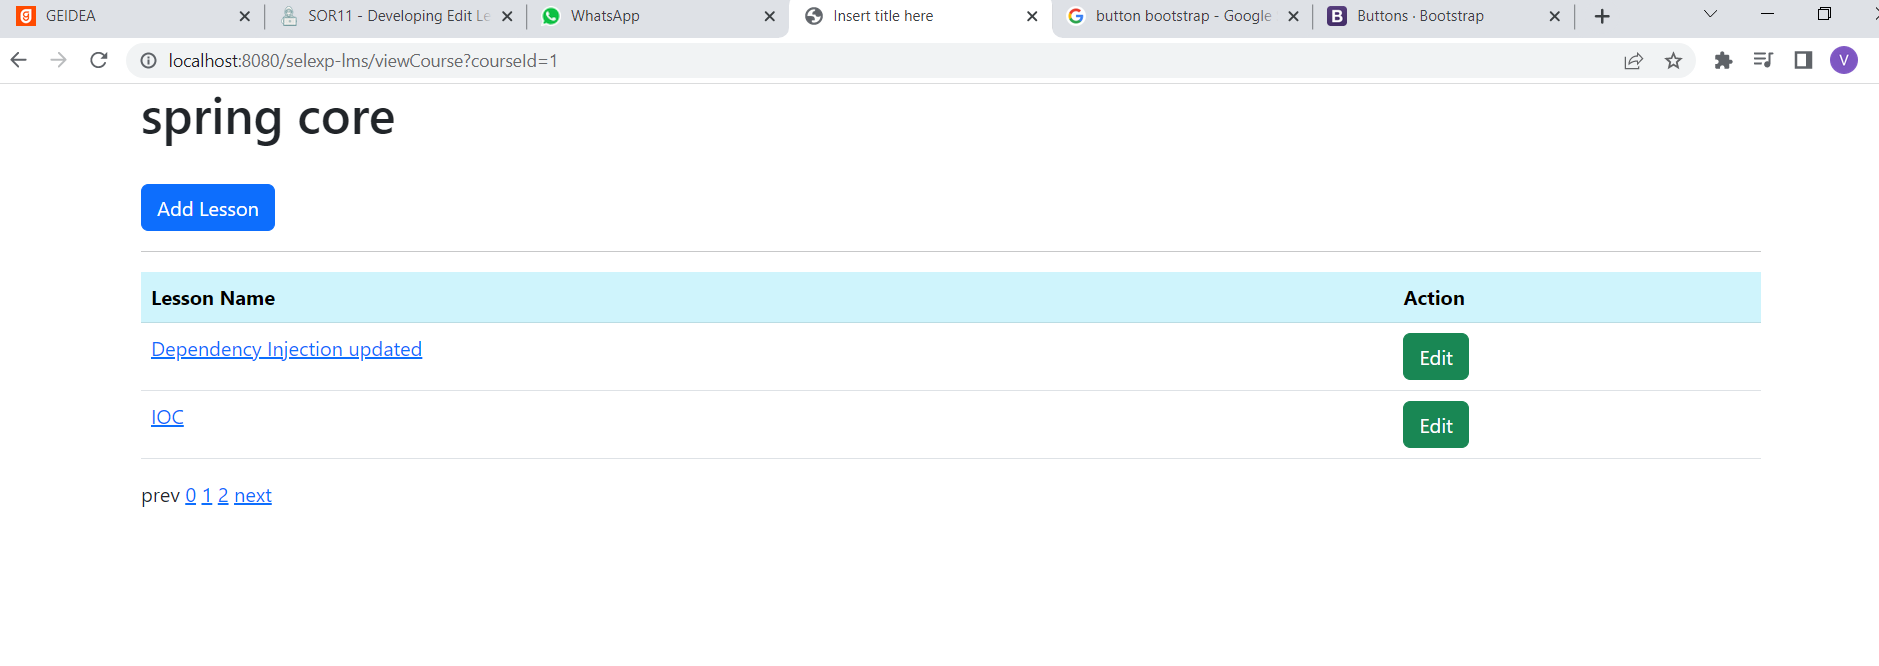 GEIDEA
SOR11 - Developing Edit Le
WhatsApp
Insert title here
button bootstrap - Google
Buttons · Bootstrap
localhost:8080/selexp-lms/viewCourse?courseId=1
V
spring core
Add Lesson
Lesson Name Action
Dependency Injection updated Edit
IOC Edit
prev 0 1 2 next